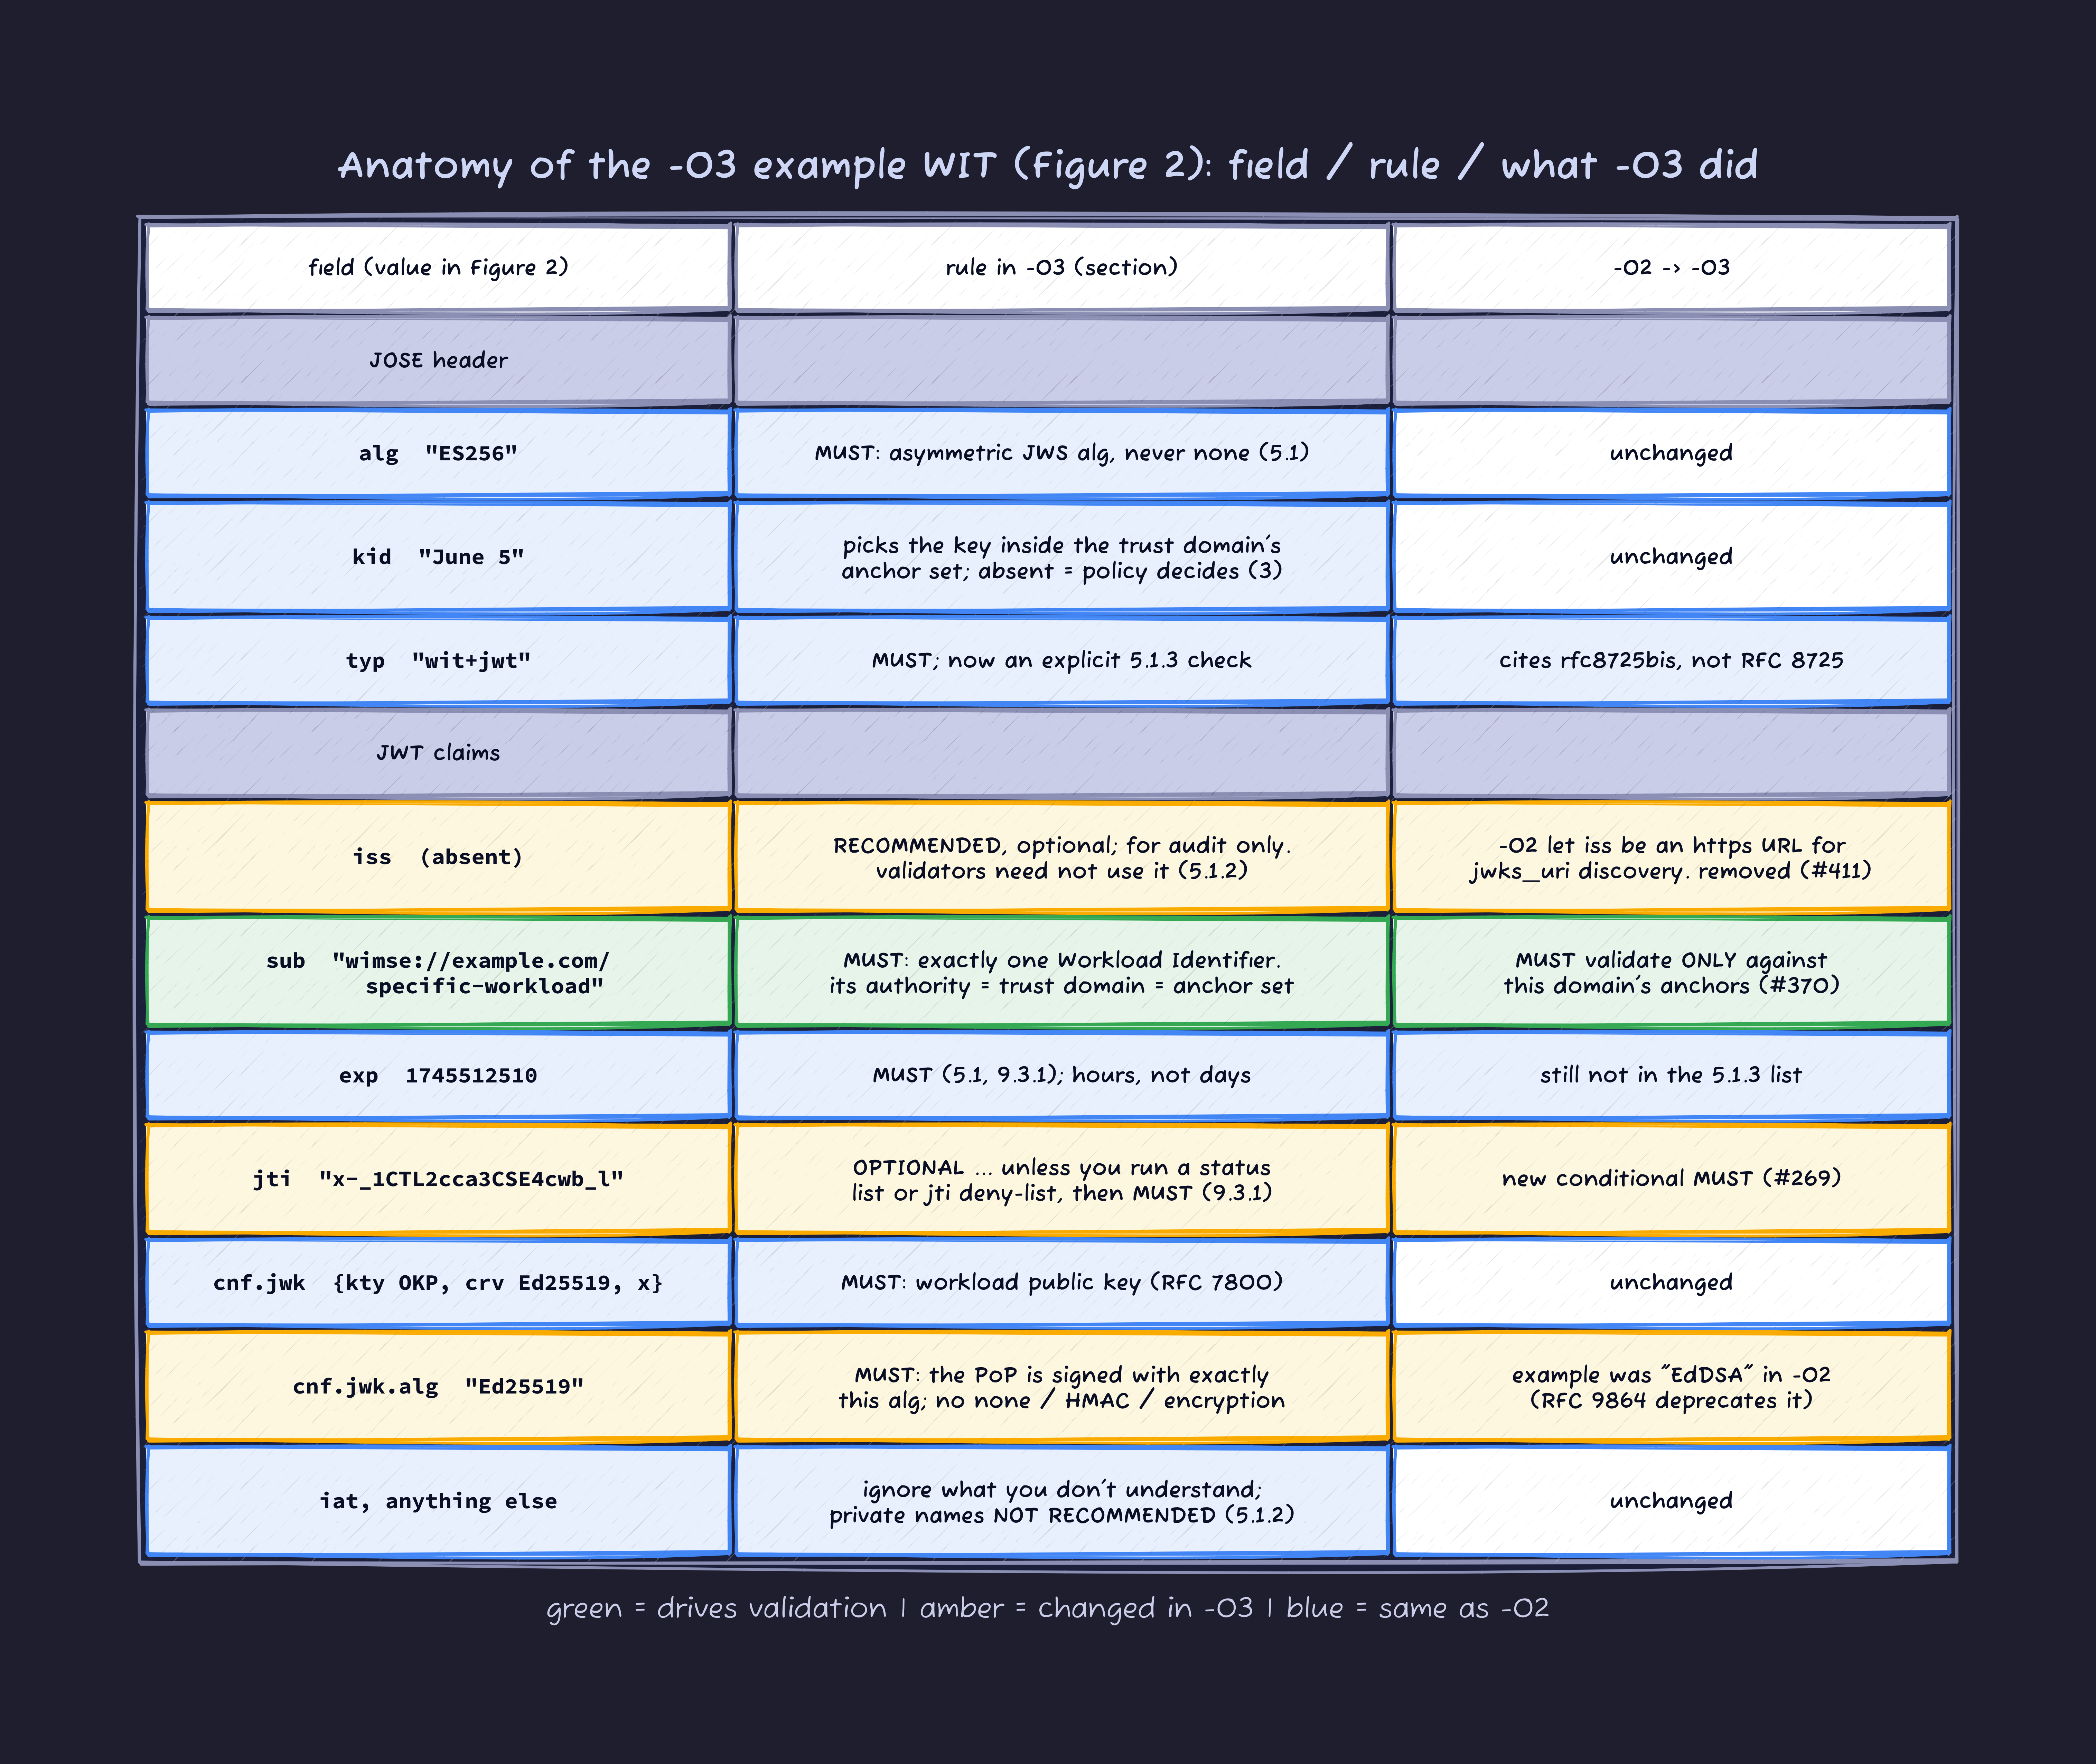 Anatomy of the -03 example WIT (Figure 2): field / rule / what -03 did
field (value in Figure 2)
rule in -03 (section)
-02 -> -03
JOSE header
alg "ES256"
MUST: asymmetric JWS alg, never none (5.1)
unchanged
kid "June 5"
picks the key inside the trust domain's
anchor set; absent = policy decides (3)
unchanged
typ "wit+jwt"
MUST; now an explicit 5.1.3 check
cites rfc8725bis, not RFC 8725
JWT claims
iss (absent)
RECOMMENDED, optional; for audit only.
validators need not use it (5.1.2)
-02 let iss be an https URL for
jwks_uri discovery. removed (#411)
sub "wimse://example.com/
specific-workload"
MUST: exactly one Workload Identifier.
its authority = trust domain = anchor set
MUST validate ONLY against
this domain's anchors (#370)
exp 1745512510
MUST (5.1, 9.3.1); hours, not days
still not in the 5.1.3 list
jti "x-_1CTL2cca3CSE4cwb_l"
OPTIONAL ... unless you run a status
list or jti deny-list, then MUST (9.3.1)
new conditional MUST (#269)
cnf.jwk {kty OKP, crv Ed25519, x}
MUST: workload public key (RFC 7800)
unchanged
cnf.jwk.alg "Ed25519"
MUST: the PoP is signed with exactly
this alg; no none / HMAC / encryption
example was "EdDSA" in -02
(RFC 9864 deprecates it)
iat, anything else
ignore what you don't understand;
private names NOT RECOMMENDED (5.1.2)
unchanged
green = drives validation | amber = changed in -03 | blue = same as -02